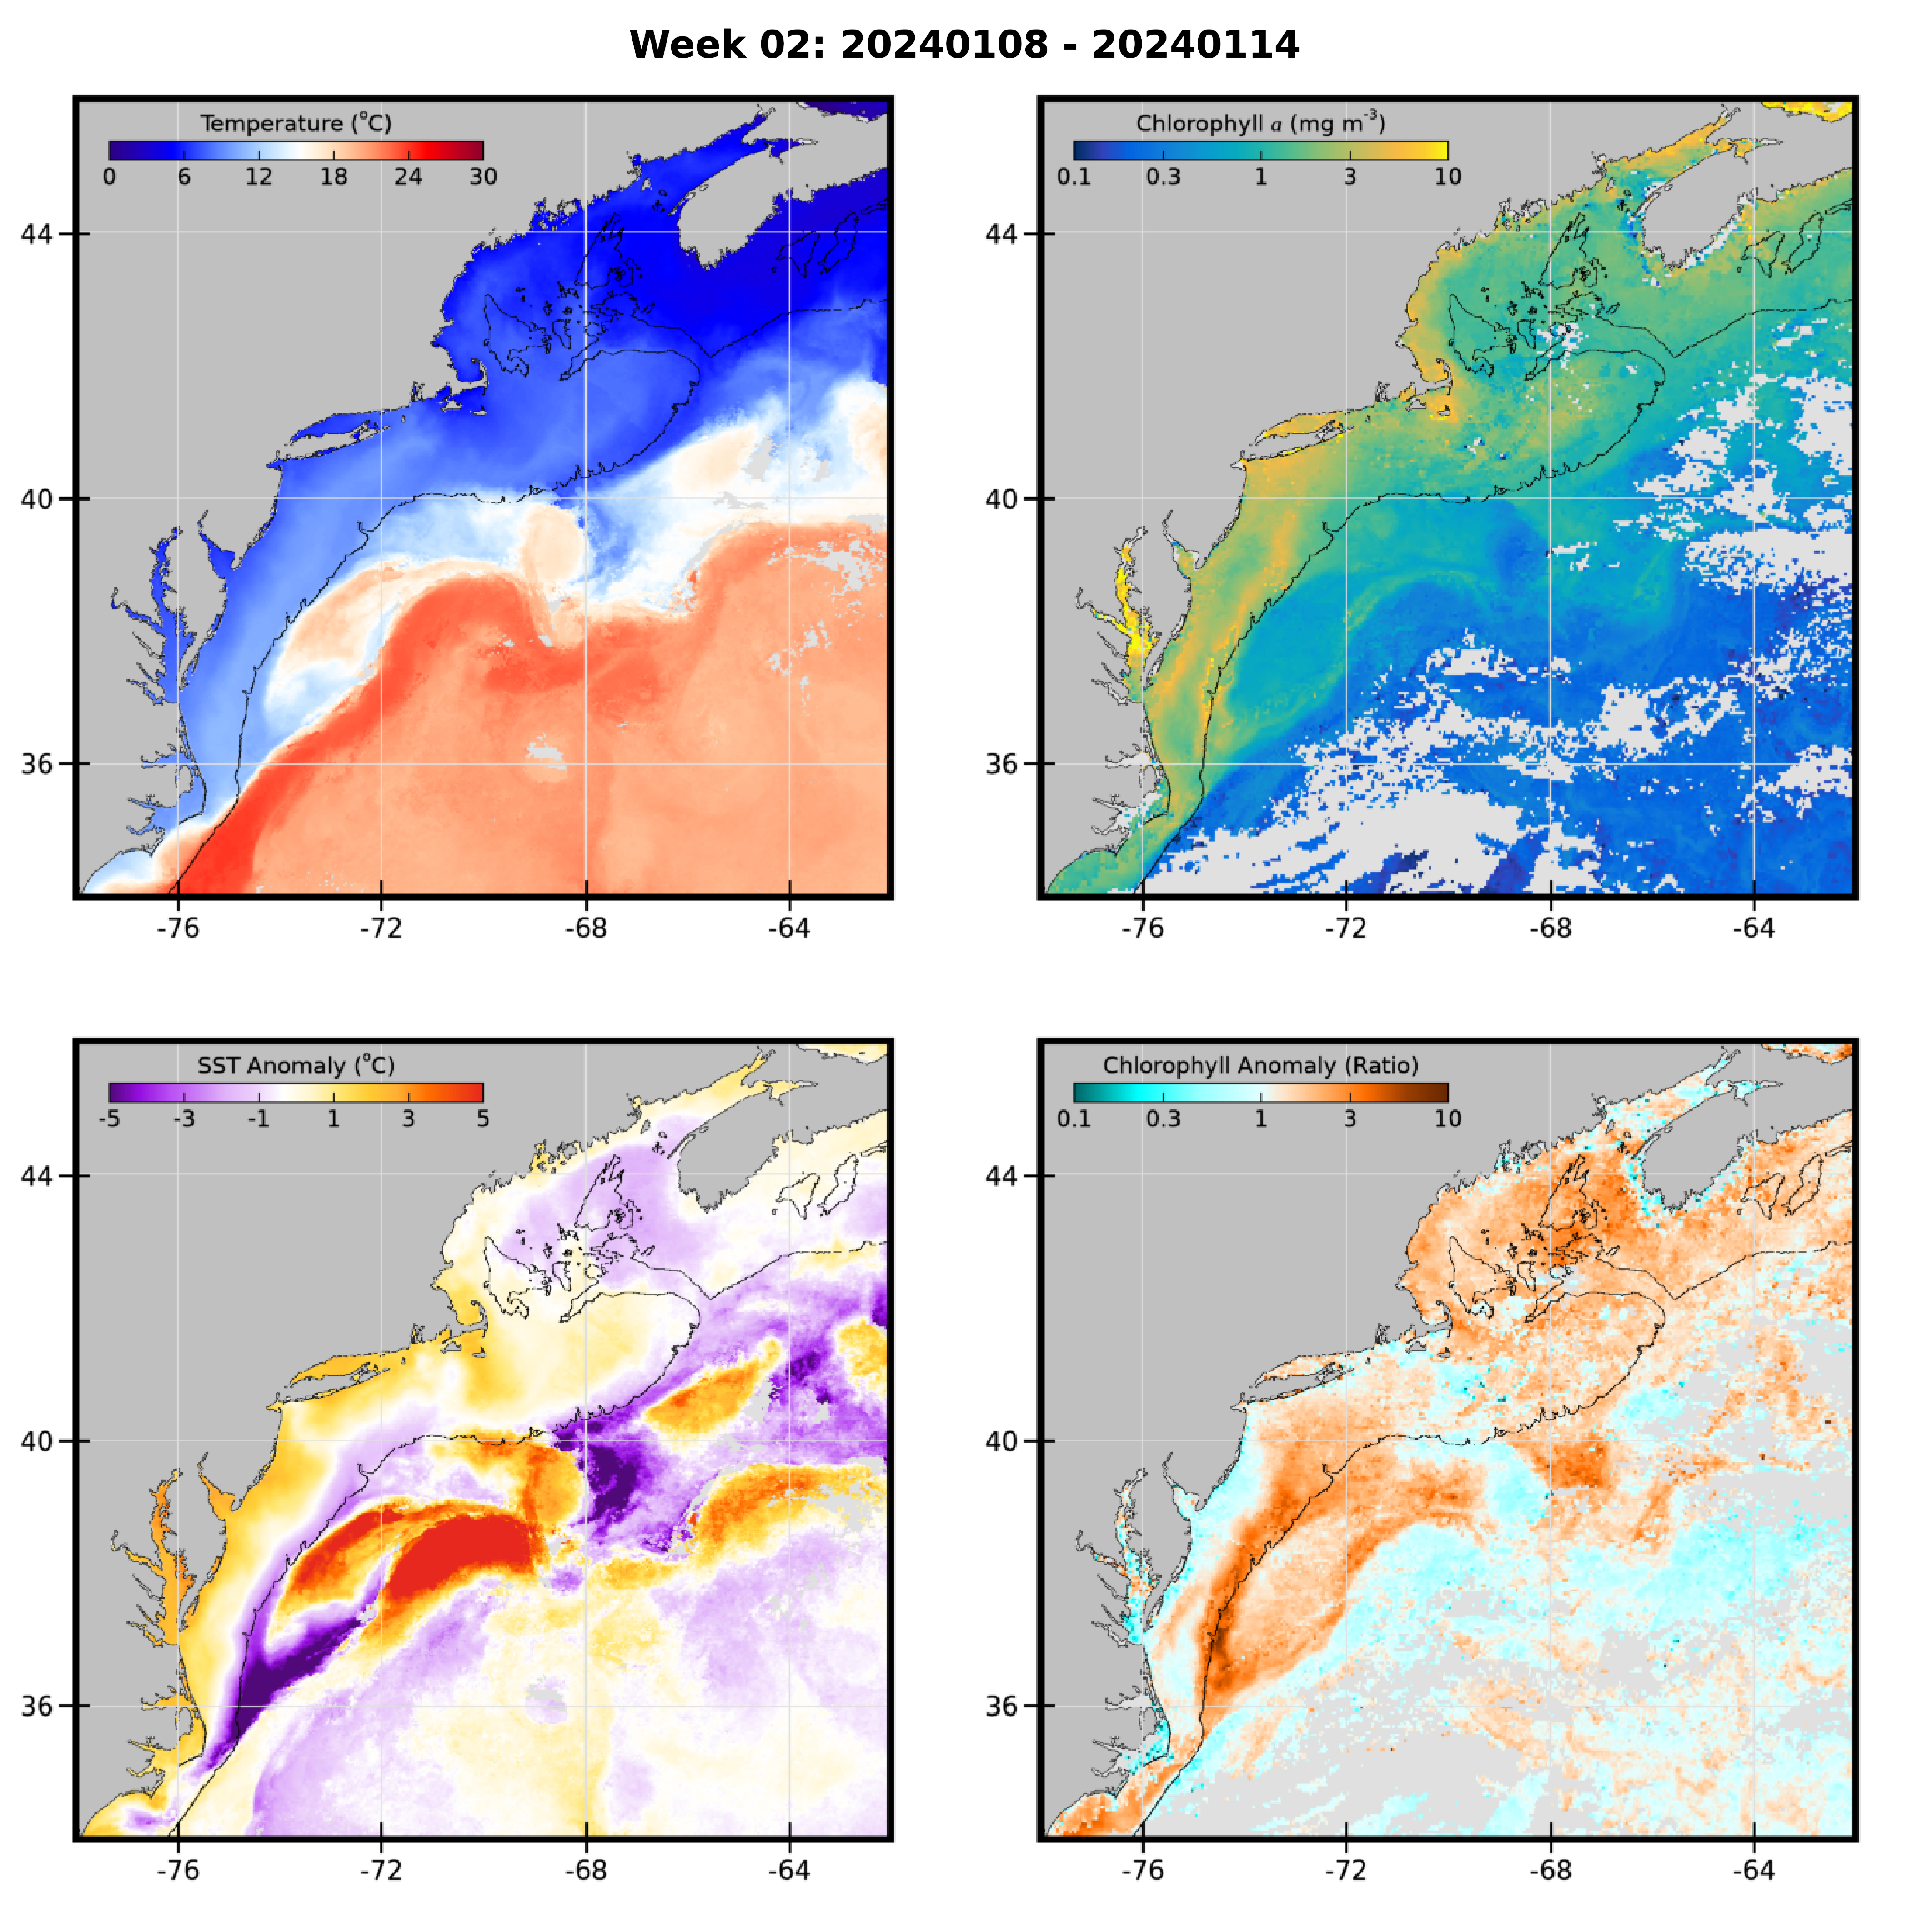 Week 02: 20240108 - 20240114
Temperature (°C)
0 6 12 18 24 30
44
40
36
-76 -72 -68 -64
Chlorophyll a (mg m⁻³)
0.1 0.3 1 3 10
44
40
36
-76 -72 -68 -64
SST Anomaly (°C)
-5 -3 -1 1 3 5
44
40
36
-76 -72 -68 -64
Chlorophyll Anomaly (Ratio)
0.1 0.3 1 3 10
44
40
36
-76 -72 -68 -64